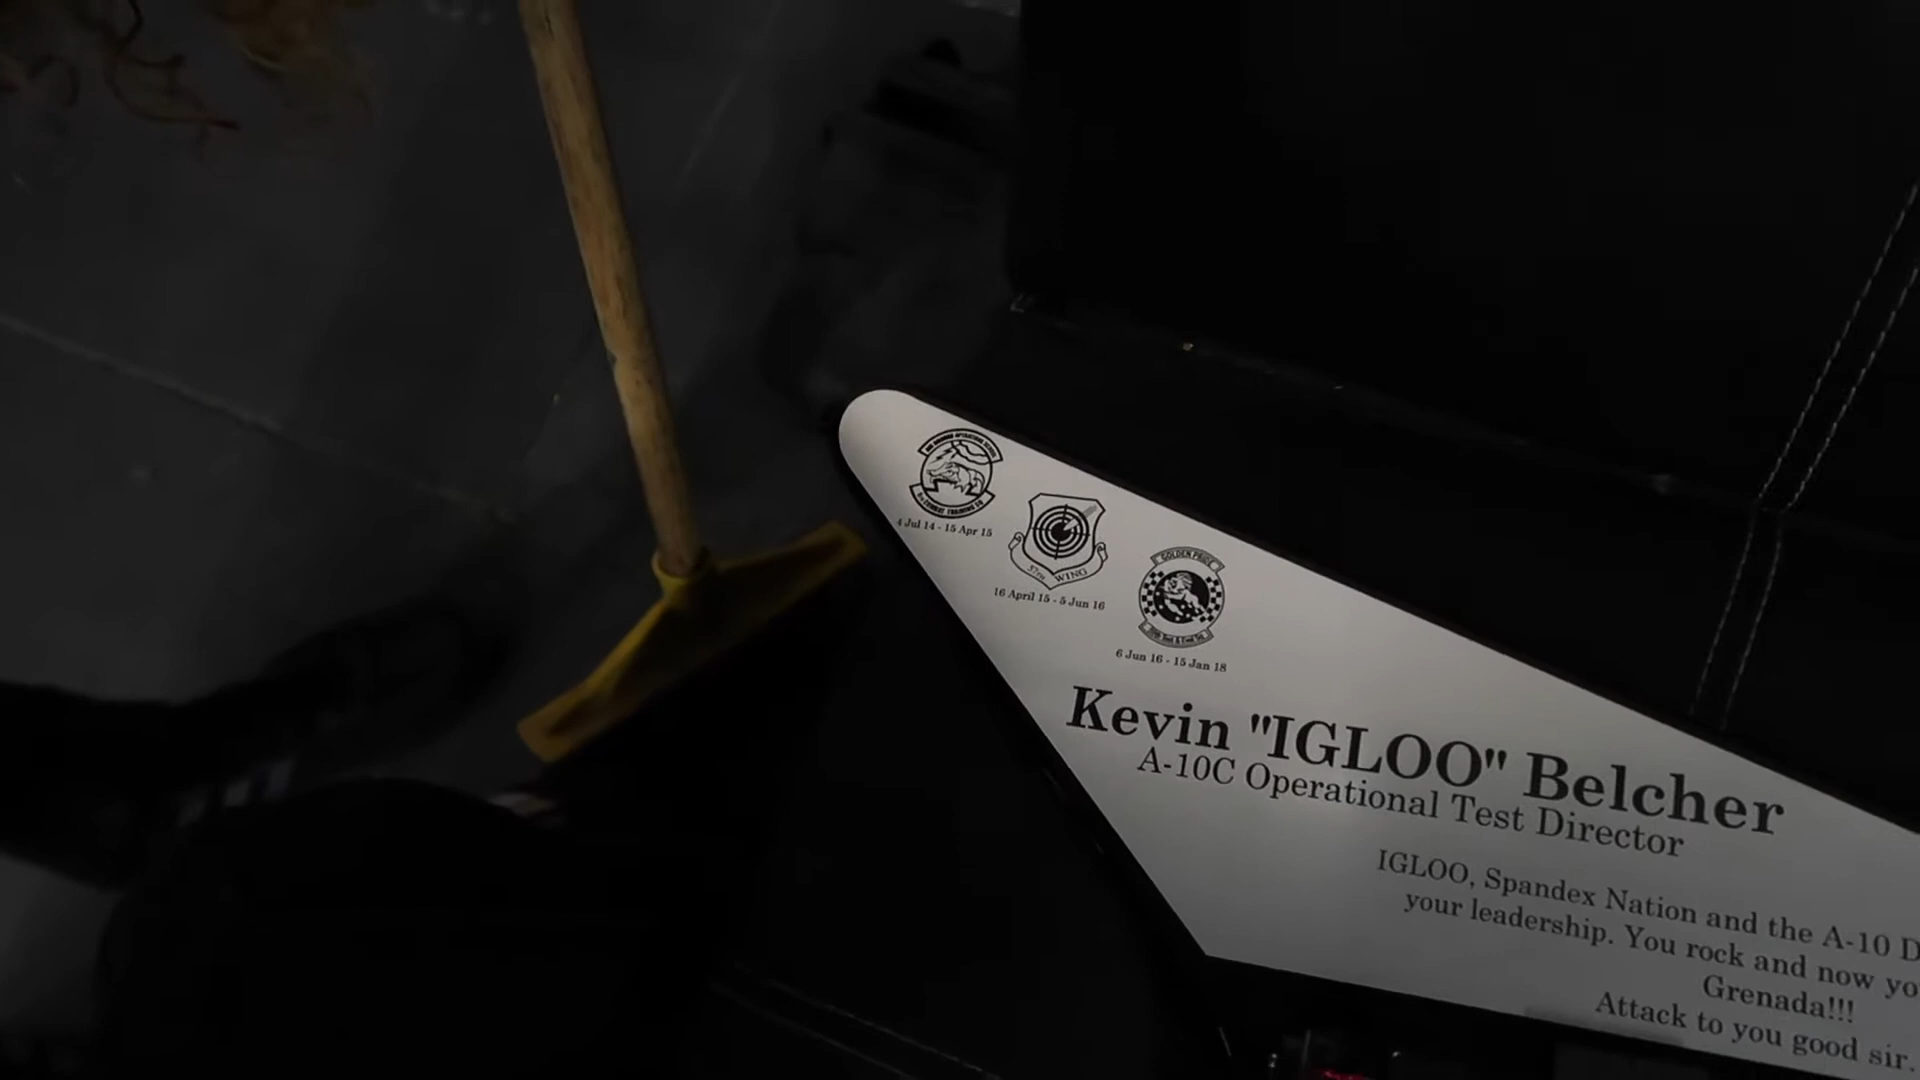 4 Jul 14 - 15 Apr 15
57TH WING
16 April 15 - 5 Jun 16
GOLDEN PRIDE
6 Jun 16 - 15 Jan 18
Kevin "IGLOO" Belcher
A-10C Operational Test Director
IGLOO, Spandex Nation and the A-10 D
your leadership. You rock and now yo
Grenada!!!
Attack to you good sir.